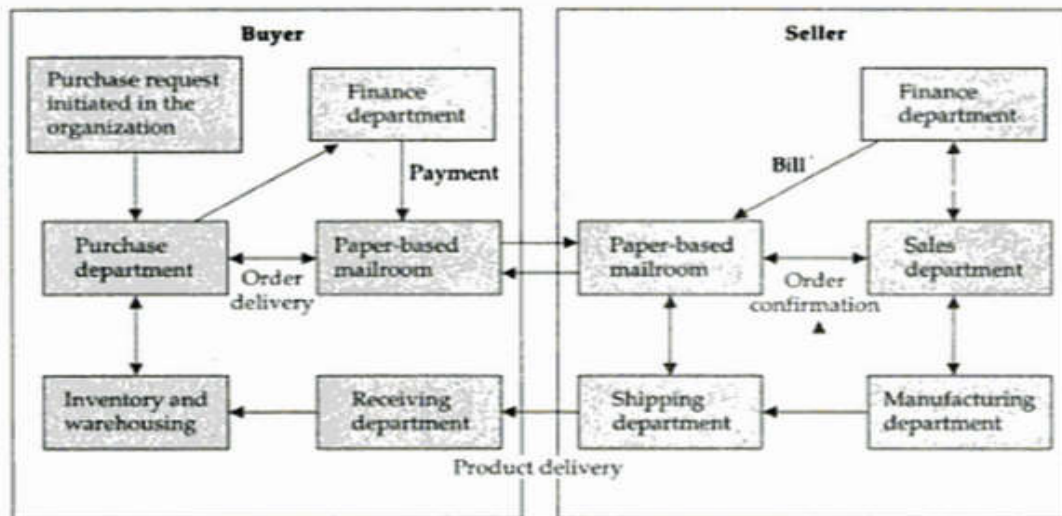 Buyer
Purchase request
initiated in the
organization
Finance
department
Payment
Purchase
department
Order
delivery
Paper-based
mailroom
Inventory and
warehousing
Receiving
department
Product delivery
Seller
Finance
department
Bill
Paper-based
mailroom
Order
confirmation
Sales
department
Shipping
department
Manufacturing
department